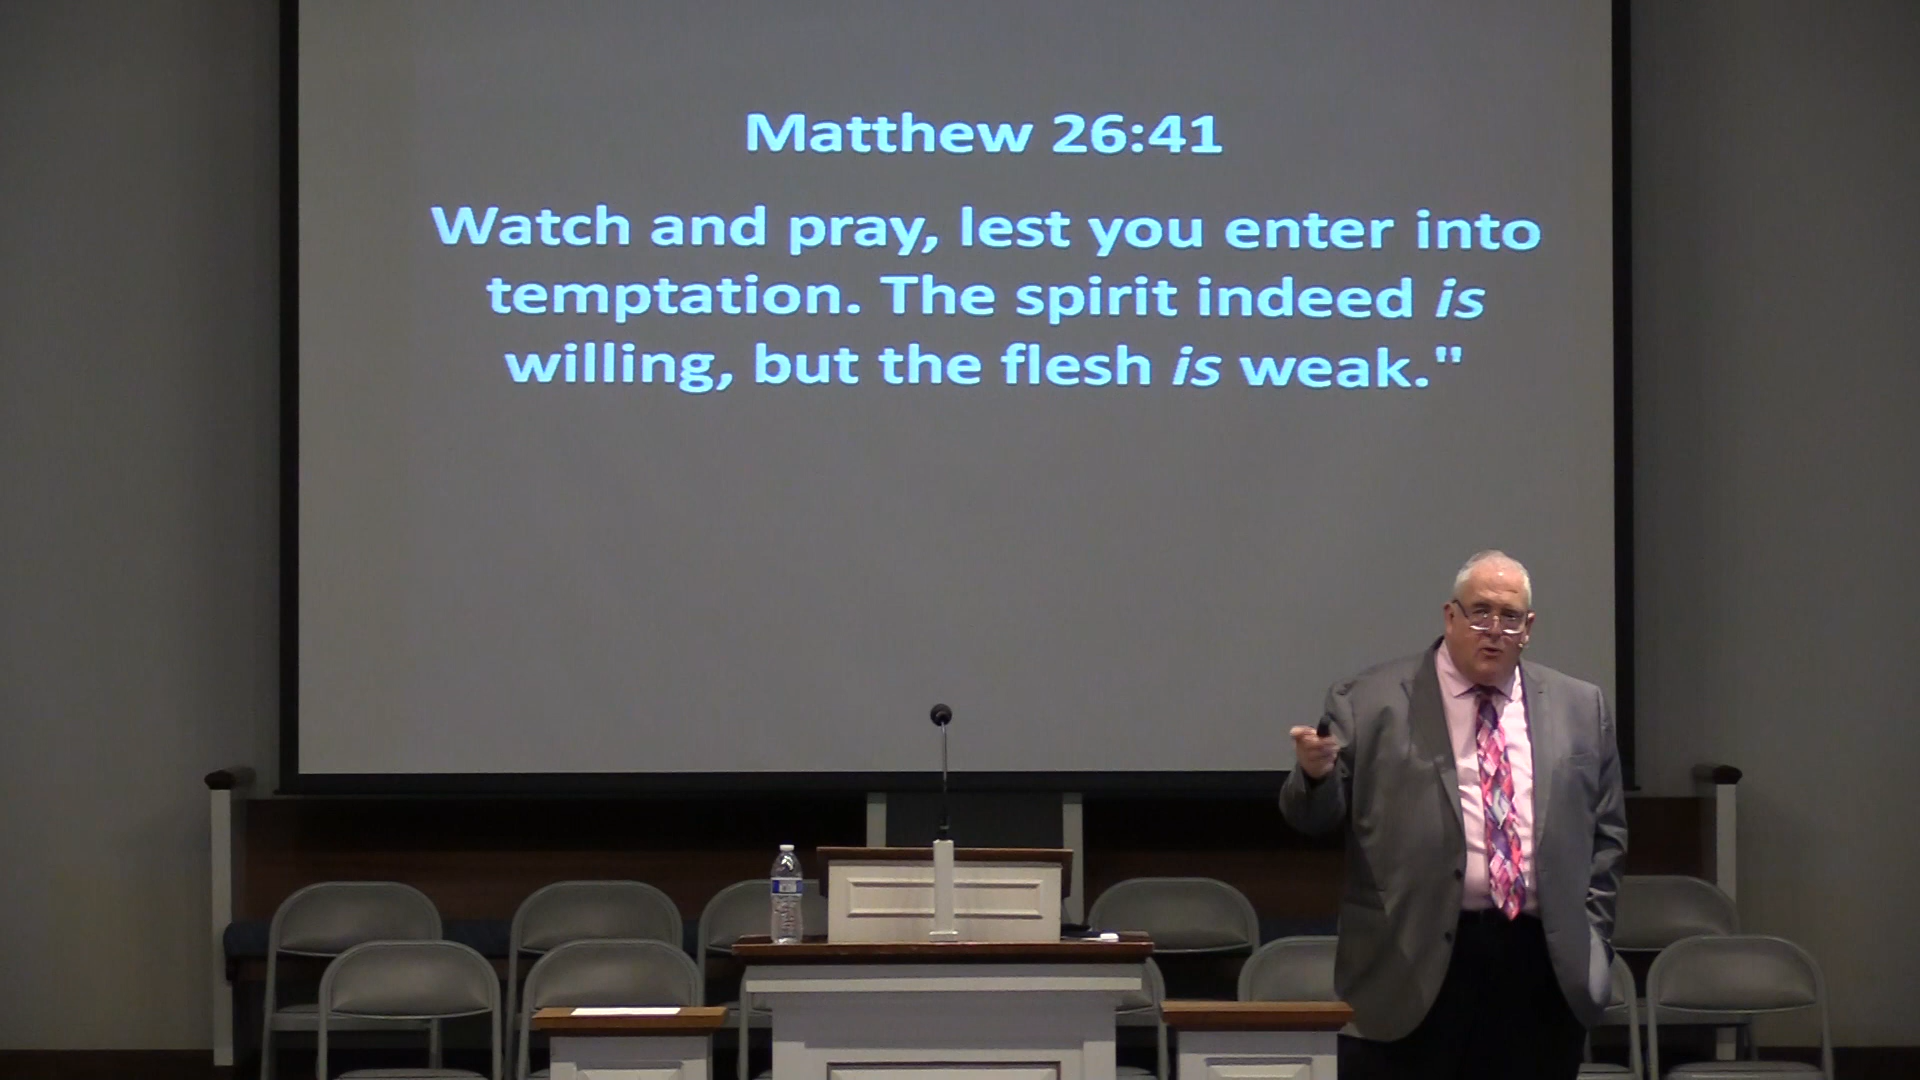 Matthew 26:41
Watch and pray, lest you enter into
temptation. The spirit indeed is
willing, but the flesh is weak."